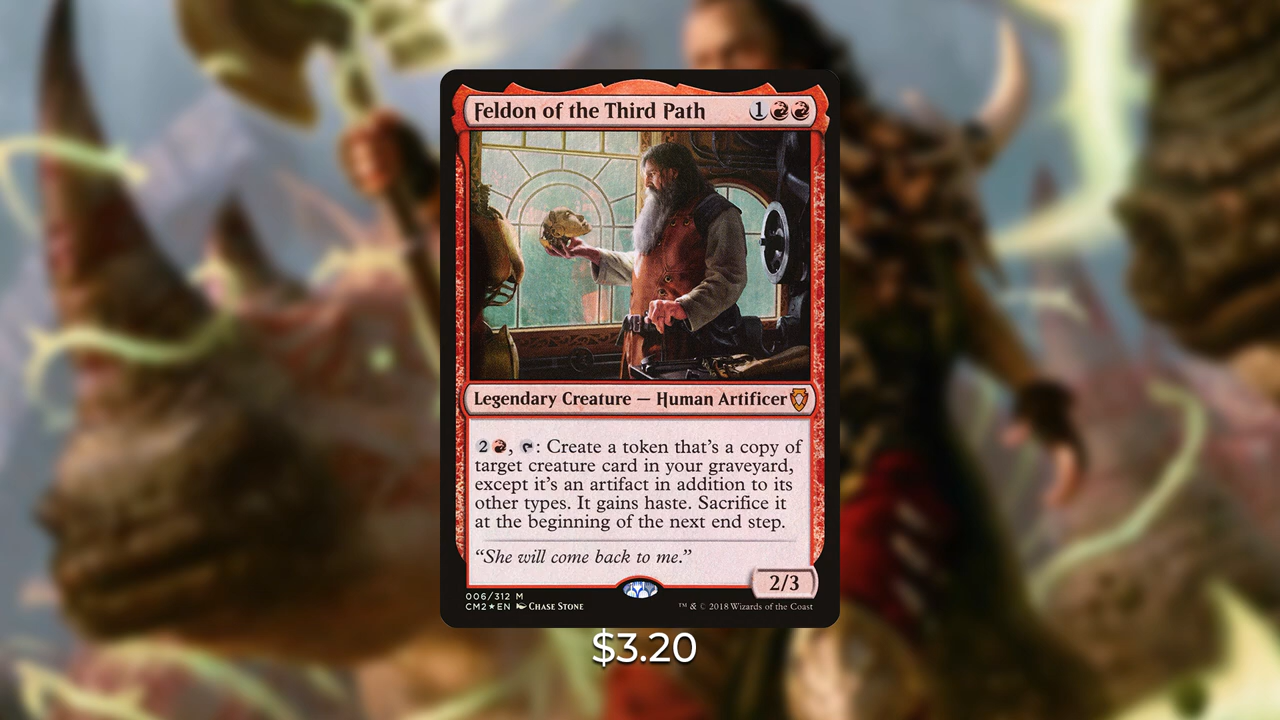 Feldon of the Third Path 1
Legendary Creature — Human Artificer
2 , : Create a token that's a copy of
target creature card in your graveyard,
except it's an artifact in addition to its
other types. It gains haste. Sacrifice it
at the beginning of the next end step.
“She will come back to me.”
2/3
006/312 M
CM2★EN Chase Stone
™ & © 2018 Wizards of the Coast
$3.20